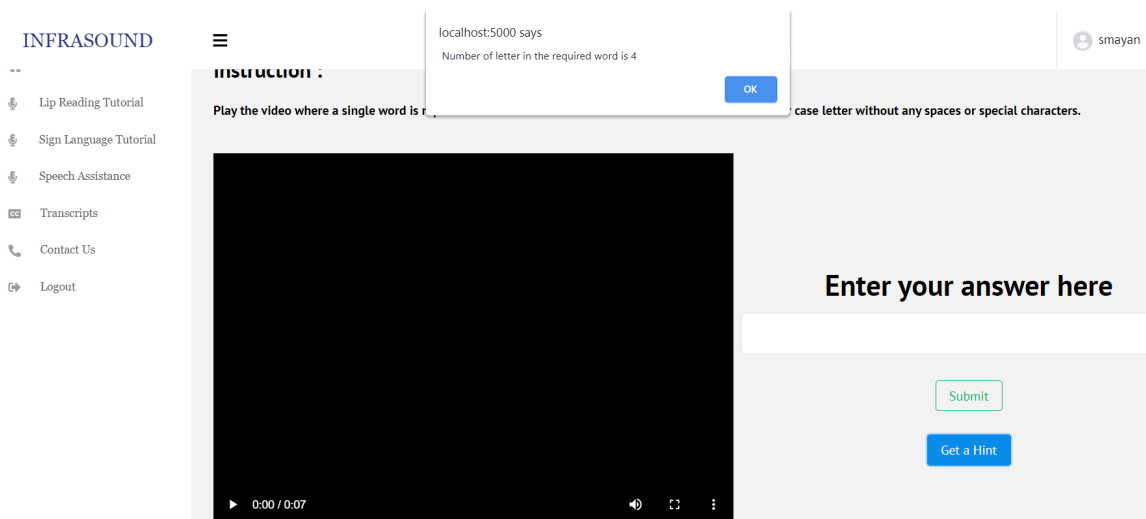 INFRASOUND
localhost:5000 says
Number of letter in the required word is 4
OK
smayan
Instruction :
Play the video where a single word is case letter without any spaces or special characters.
Lip Reading Tutorial
Sign Language Tutorial
Speech Assistance
CC Transcripts
Contact Us
Logout
Enter your answer here
Submit
Get a Hint
0:00 / 0:07